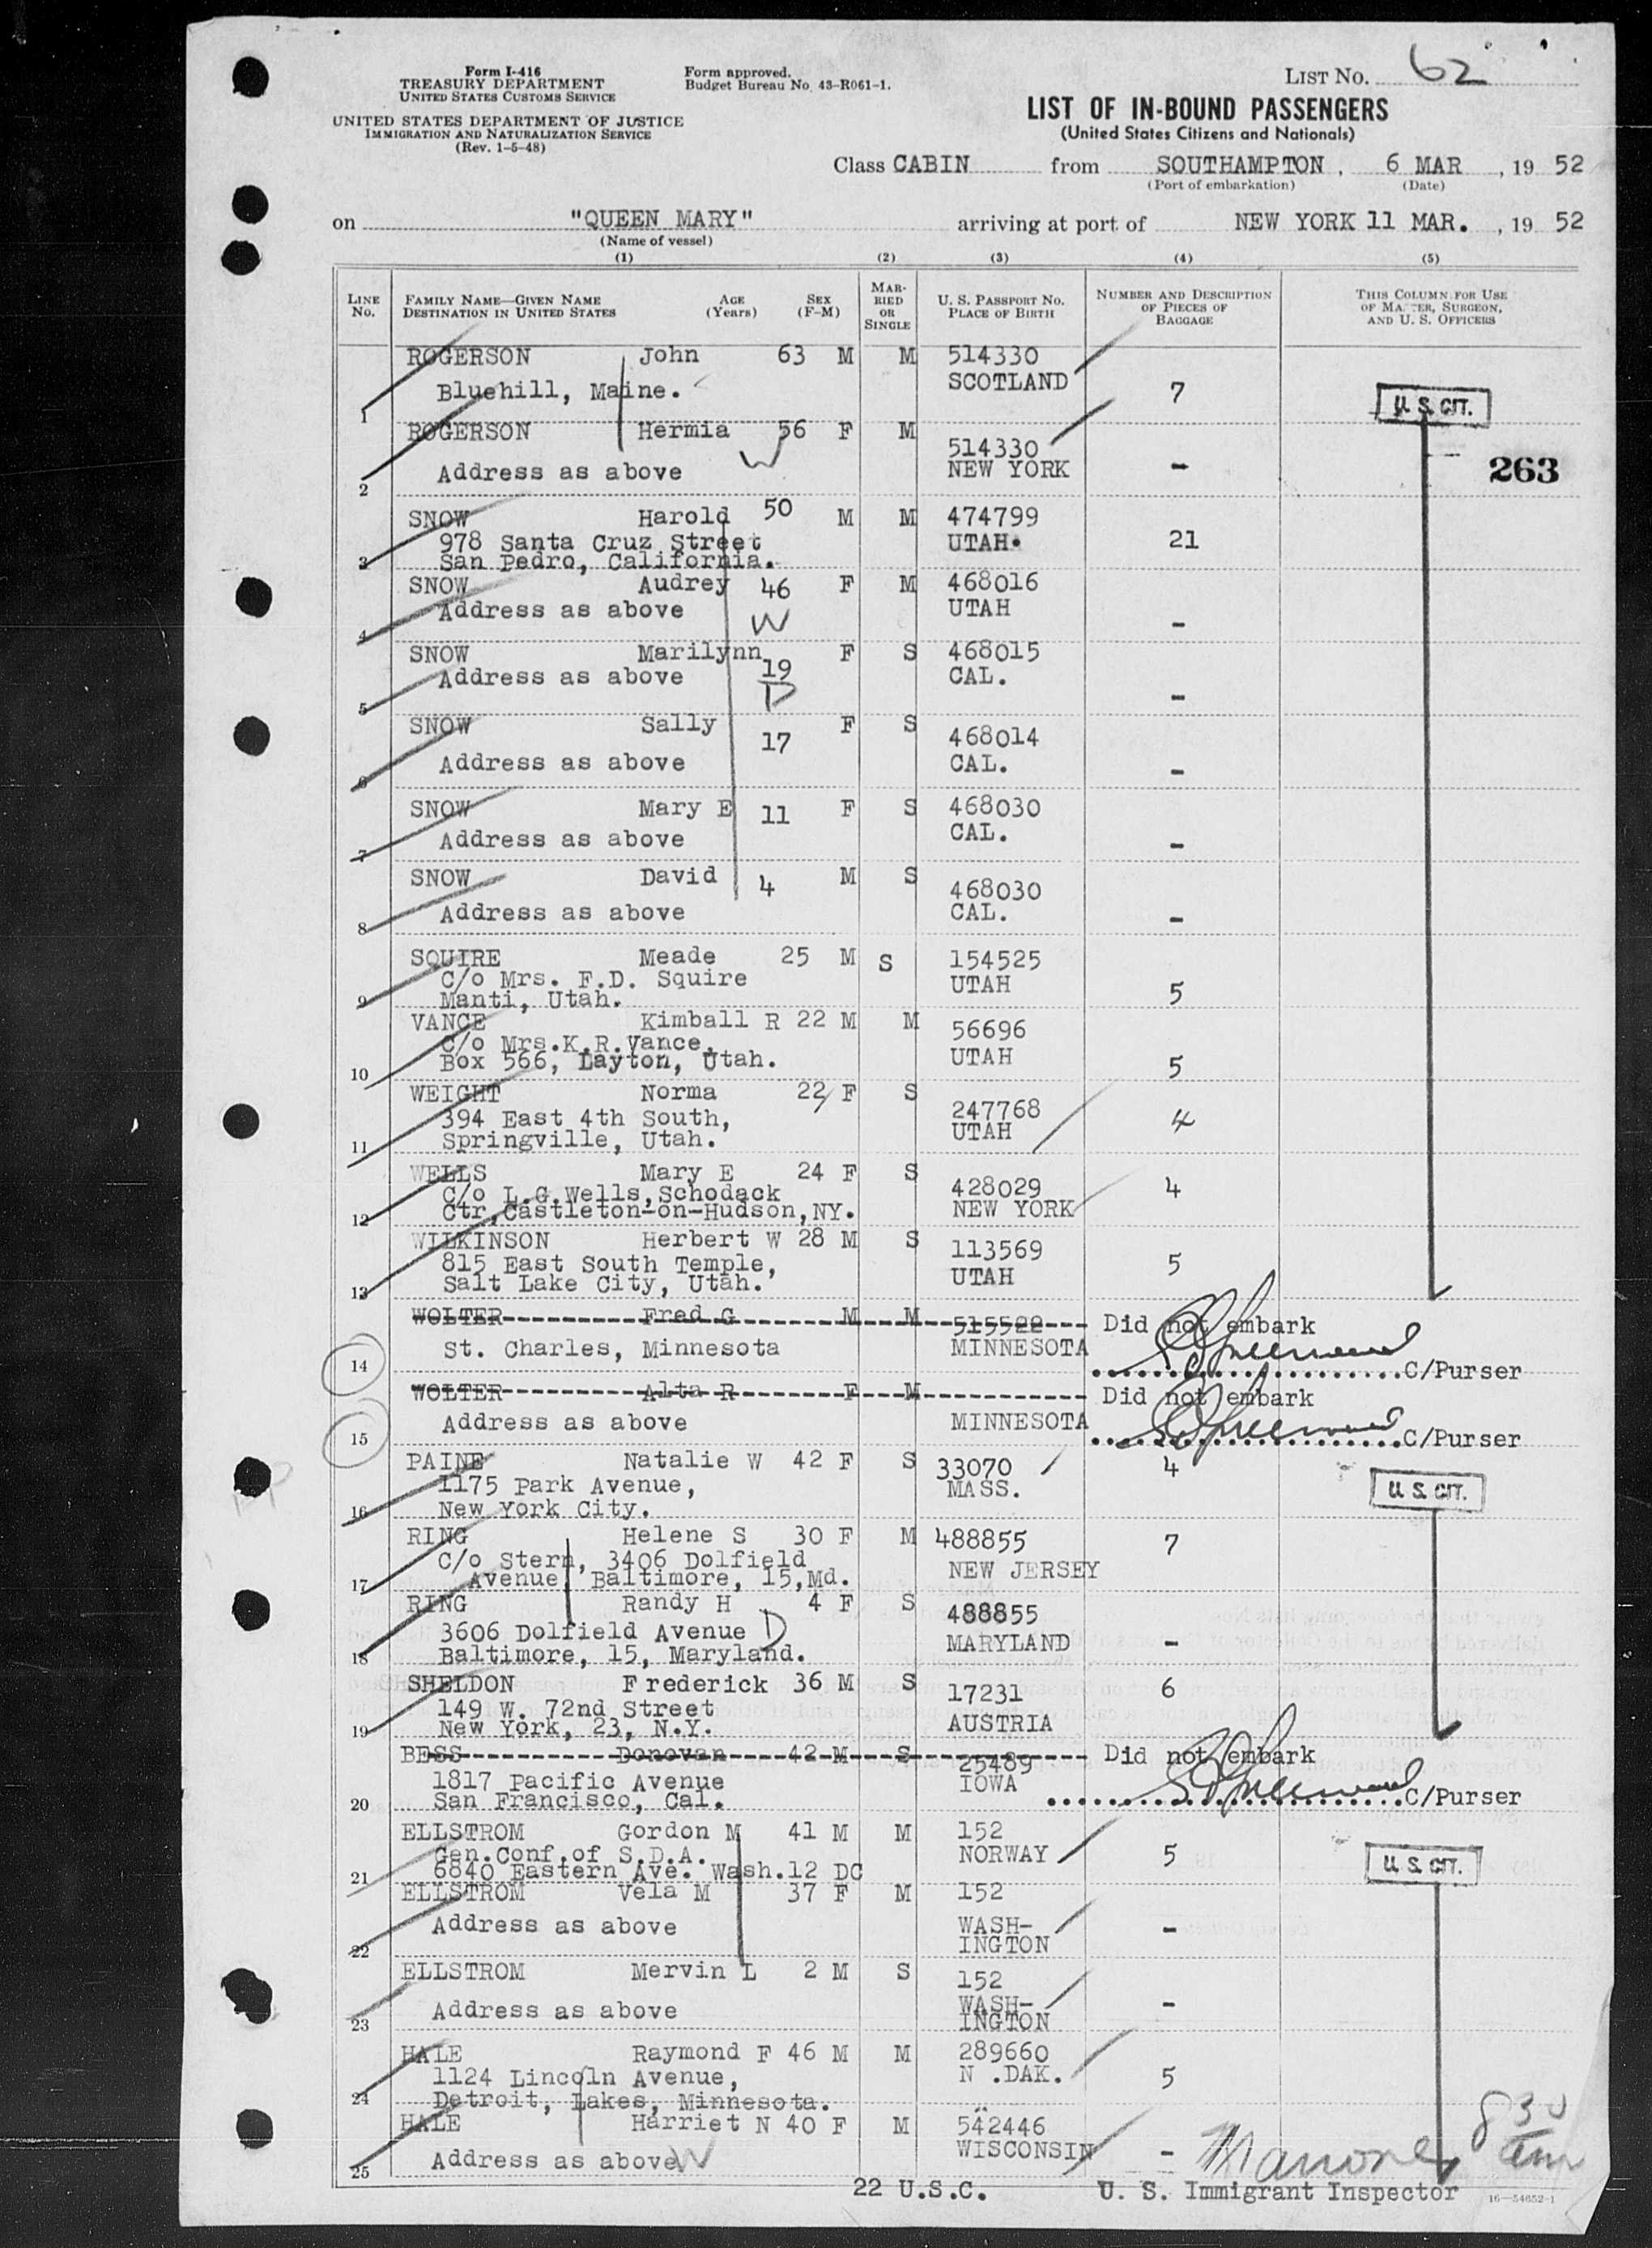 Form I-416
TREASURY DEPARTMENT
UNITED STATES CUSTOMS SERVICE
UNITED STATES DEPARTMENT OF JUSTICE
IMMIGRATION AND NATURALIZATION SERVICE
(Rev. 1-5-48)
Form approved.
Budget Bureau No. 43-R061-1.
LIST NO. 62
LIST OF IN-BOUND PASSENGERS
(United States Citizens and Nationals)
Class CABIN from SOUTHAMPTON, 6 MAR, 19 52
(Port of embarkation) (Date)
on "QUEEN MARY" arriving at port of NEW YORK 11 MAR., 19 52
(Name of vessel)
(1) (2) (3) (4) (5)
LINE NO. FAMILY NAME—GIVEN NAME DESTINATION IN UNITED STATES AGE (Years) SEX (F-M) MARRIED OR SINGLE U. S. PASSPORT NO. PLACE OF BIRTH NUMBER AND DESCRIPTION OF PIECES OF BAGGAGE THIS COLUMN FOR USE OF MASTER, SURGEON, AND U. S. OFFICERS
ROGERSON John 63 M M 514330
Bluehill, Maine. SCOTLAND 7
1 U. S. CIT.
ROGERSON Hermia 56 F M 514330
W
Address as above NEW YORK - 263
2
SNOW Harold 50 M M 474799
978 Santa Cruz Street UTAH. 21
3 San Pedro, California.
SNOW Audrey 46 F M 468016
Address as above W UTAH -
4
SNOW Marilynn 19 F S 468015
Address as above D CAL. -
5
SNOW Sally 17 F S 468014
Address as above CAL. -
6
SNOW Mary E 11 F S 468030
Address as above CAL. -
7
SNOW David 4 M S 468030
Address as above CAL. -
8
SQUIRE Meade 25 M S 154525
C/o Mrs. F.D. Squire UTAH 5
9 Manti, Utah.
VANCE Kimball R 22 M M 56696
C/o Mrs.K.R.Vance, UTAH 5
10 Box 566, Layton, Utah.
WEIGHT Norma 22 F S 247768
394 East 4th South, UTAH 4
11 Springville, Utah.
WELLS Mary E 24 F S 428029 4
C/o L.G.Wells,Schodack NEW YORK
12 Ctr,Castleton-on-Hudson,NY.
WILKINSON Herbert W 28 M S 113569
815 East South Temple, UTAH 5
13 Salt Lake City, Utah.
WOLTER Fred G M M 515522 Did not embark
St. Charles, Minnesota MINNESOTA
14 C/Purser
WOLTER Alta R F M Did not embark
Address as above MINNESOTA
15 C/Purser
PAINE Natalie W 42 F S 33070 4
1175 Park Avenue, MASS. U. S. CIT.
16 New York City.
RING Helene S 30 F M 488855 7
C/o Stern, 3406 Dolfield NEW JERSEY
17 Avenue, Baltimore, 15,Md.
RING Randy H 4 F S 488855
3606 Dolfield Avenue D MARYLAND -
18 Baltimore, 15, Maryland.
SHELDON Frederick 36 M S 17231 6
149 W. 72nd Street AUSTRIA
19 New York, 23, N.Y.
BESS Donovan 42 M S 25489 Did not embark
1817 Pacific Avenue IOWA
20 San Francisco, Cal. C/Purser
ELLSTROM Gordon M 41 M M 152
Gen.Conf.of S.D.A. NORWAY 5 U. S. CIT.
21 6840 Eastern Ave. Wash.12 DC
ELLSTROM Vela M 37 F M 152
Address as above WASH-INGTON -
22
ELLSTROM Mervin L 2 M S 152
Address as above WASH-INGTON -
23
HALE Raymond F 46 M M 289660
1124 Lincoln Avenue, N .DAK. 5
24 Detroit, Lakes, Minnesota.
HALE Harriet N 40 F M 542446
Address as above W WISCONSIN -
25
830 am
22 U.S.C. U. S. Immigrant Inspector 16-54652-1